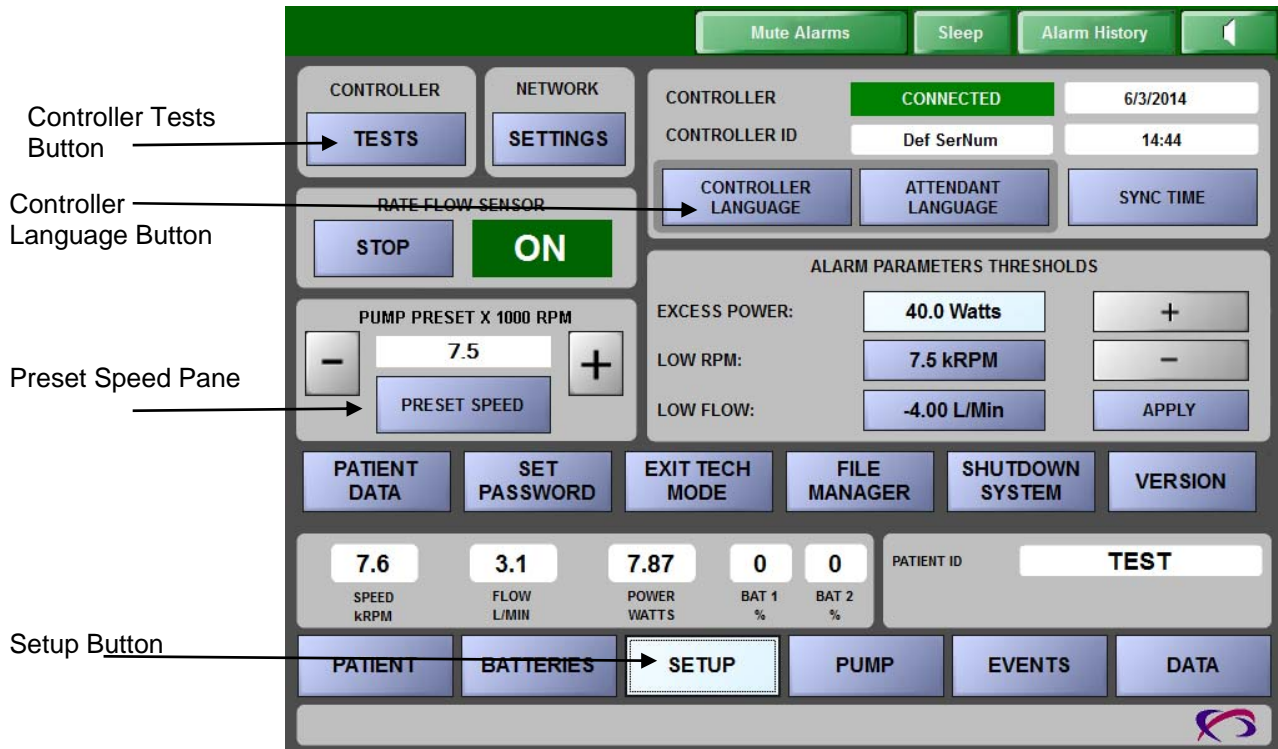 Mute Alarms
Sleep
Alarm History
Controller Tests
Button
Controller
Language Button
Preset Speed Pane
Setup Button
CONTROLLER
TESTS
NETWORK
SETTINGS
RATE FLOW SENSOR
STOP
ON
PUMP PRESET X 1000 RPM
-
7.5
+
PRESET SPEED
CONTROLLER
CONNECTED
6/3/2014
CONTROLLER ID
Def SerNum
14:44
CONTROLLER
LANGUAGE
ATTENDANT
LANGUAGE
SYNC TIME
ALARM PARAMETERS THRESHOLDS
EXCESS POWER:
40.0 Watts
+
LOW RPM:
7.5 kRPM
-
LOW FLOW:
-4.00 L/Min
APPLY
PATIENT
DATA
SET
PASSWORD
EXIT TECH
MODE
FILE
MANAGER
SHUTDOWN
SYSTEM
VERSION
7.6
SPEED
kRPM
3.1
FLOW
L/MIN
7.87
POWER
WATTS
0
BAT 1
%
0
BAT 2
%
PATIENT ID
TEST
PATIENT
BATTERIES
SETUP
PUMP
EVENTS
DATA